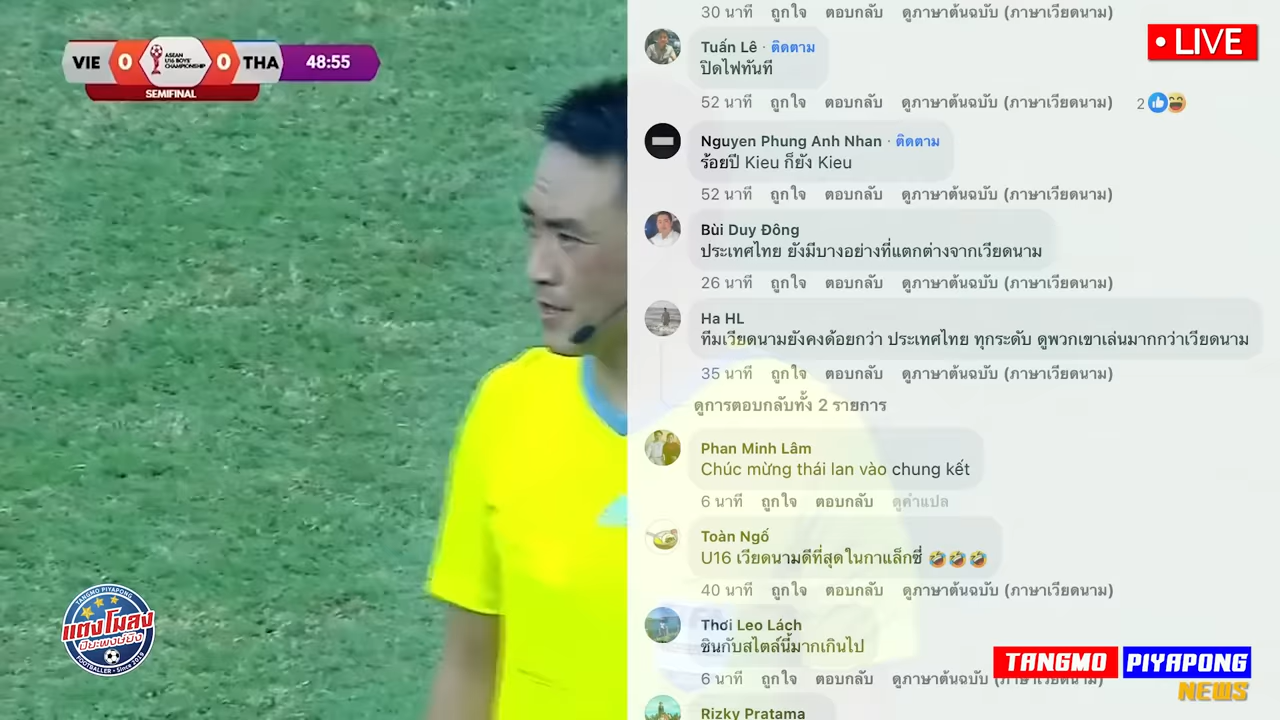 VIE 0 ASEAN U16 BOYS' CHAMPIONSHIP 0 THA 48:55
SEMIFINAL
• LIVE
30 นาที ถูกใจ ตอบกลับ ดูภาษาต้นฉบับ (ภาษาเวียดนาม)
Tuấn Lê · ติดตาม
ปิดไฟทันที
52 นาที ถูกใจ ตอบกลับ ดูภาษาต้นฉบับ (ภาษาเวียดนาม) 2
Nguyen Phung Anh Nhan · ติดตาม
ร้อยปี Kieu ก็ยัง Kieu
52 นาที ถูกใจ ตอบกลับ ดูภาษาต้นฉบับ (ภาษาเวียดนาม)
Bùi Duy Đông
ประเทศไทย ยังมีบางอย่างที่แตกต่างจากเวียดนาม
26 นาที ถูกใจ ตอบกลับ ดูภาษาต้นฉบับ (ภาษาเวียดนาม)
Ha HL
ทีมเวียดนามยังคงด้อยกว่า ประเทศไทย ทุกระดับ ดูพวกเขาเล่นมากกว่าเวียดนาม
35 นาที ถูกใจ ตอบกลับ ดูภาษาต้นฉบับ (ภาษาเวียดนาม)
ดูการตอบกลับทั้ง 2 รายการ
Phan Minh Lâm
Chúc mừng thái lan vào chung kết
6 นาที ถูกใจ ตอบกลับ ดูคำแปล
Toàn Ngố
U16 เวียดนามดีที่สุดในกาแล็กซี่ 🤣🤣🤣
40 นาที ถูกใจ ตอบกลับ ดูภาษาต้นฉบับ (ภาษาเวียดนาม)
Thơi Leo Lách
ชินกับสไตล์นี้มากเกินไป
6 นาที ถูกใจ ตอบกลับ ดูภาษาต้นฉบับ (ภาษาเวียดนาม)
Rizky Pratama
TANGMO PIYAPONG
แตงโมลง
ปิยะพงษ์ยิง
FOOTBALLER • Since 2019
TANGMO PIYAPONG
NEWS